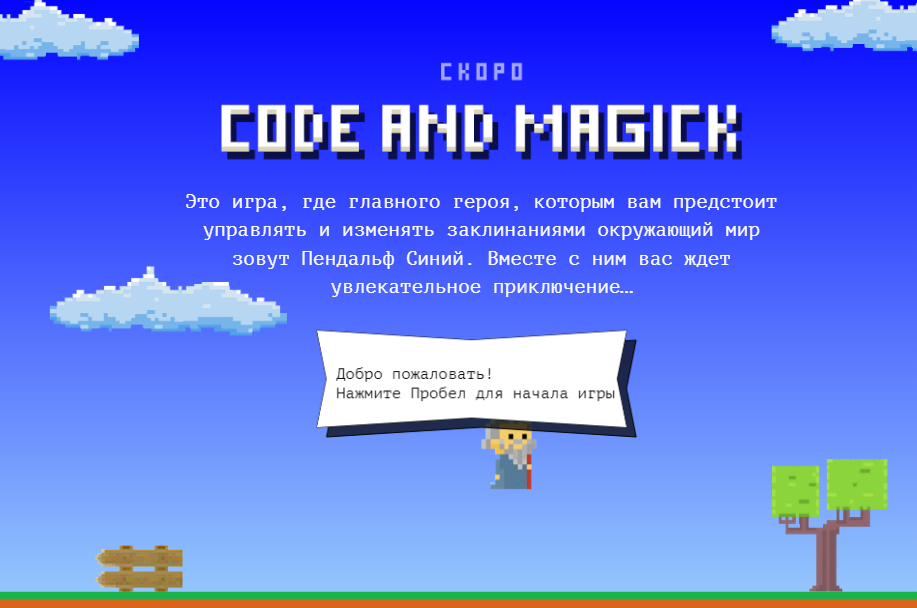 СКОРО
CODE AND MAGICK
Это игра, где главного героя, которым вам предстоит
управлять и изменять заклинаниями окружающий мир
зовут Пендальф Синий. Вместе с ним вас ждет
увлекательное приключение…
Добро пожаловать!
Нажмите Пробел для начала игры